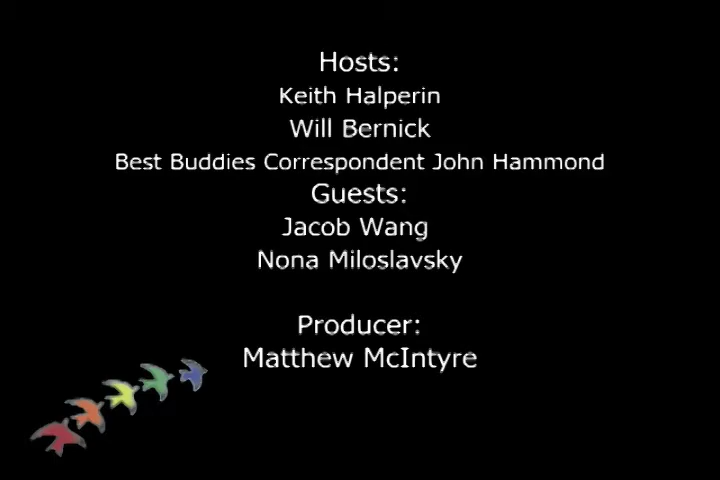 Hosts:
Keith Halperin
Will Bernick
Best Buddies Correspondent John Hammond
Guests:
Jacob Wang
Nona Miloslavsky
Producer:
Matthew McIntyre